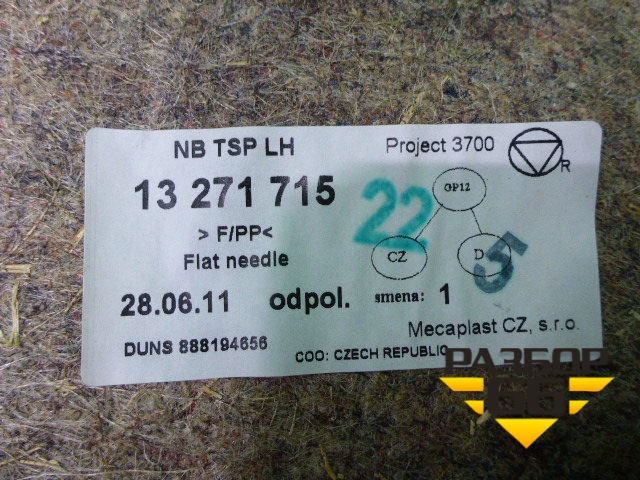 NB TSP LH
Project 3700
R
13 271 715
22
GP12
> F/PP<
CZ
D
5
Flat needle
28.06.11 odpol. smena: 1
Mecaplast CZ, s.r.o.
DUNS 888194656
COO: CZECH REPUBLIC
РАЗБОР
66